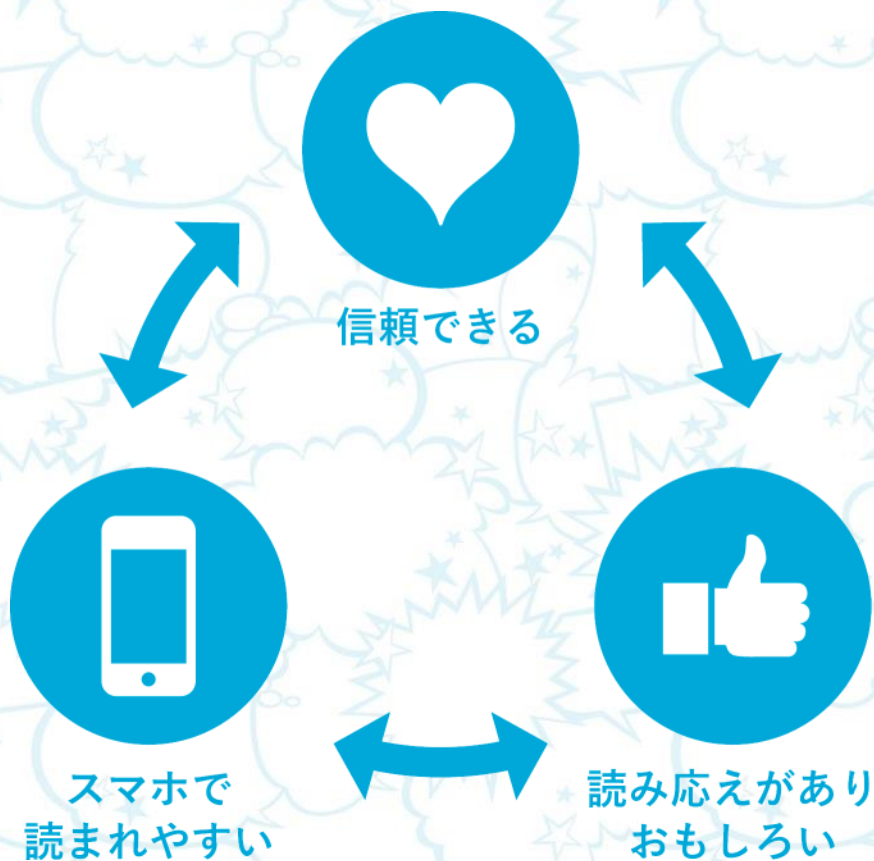 信頼できる
スマホで
読まれやすい
読み応えがあり
おもしろい